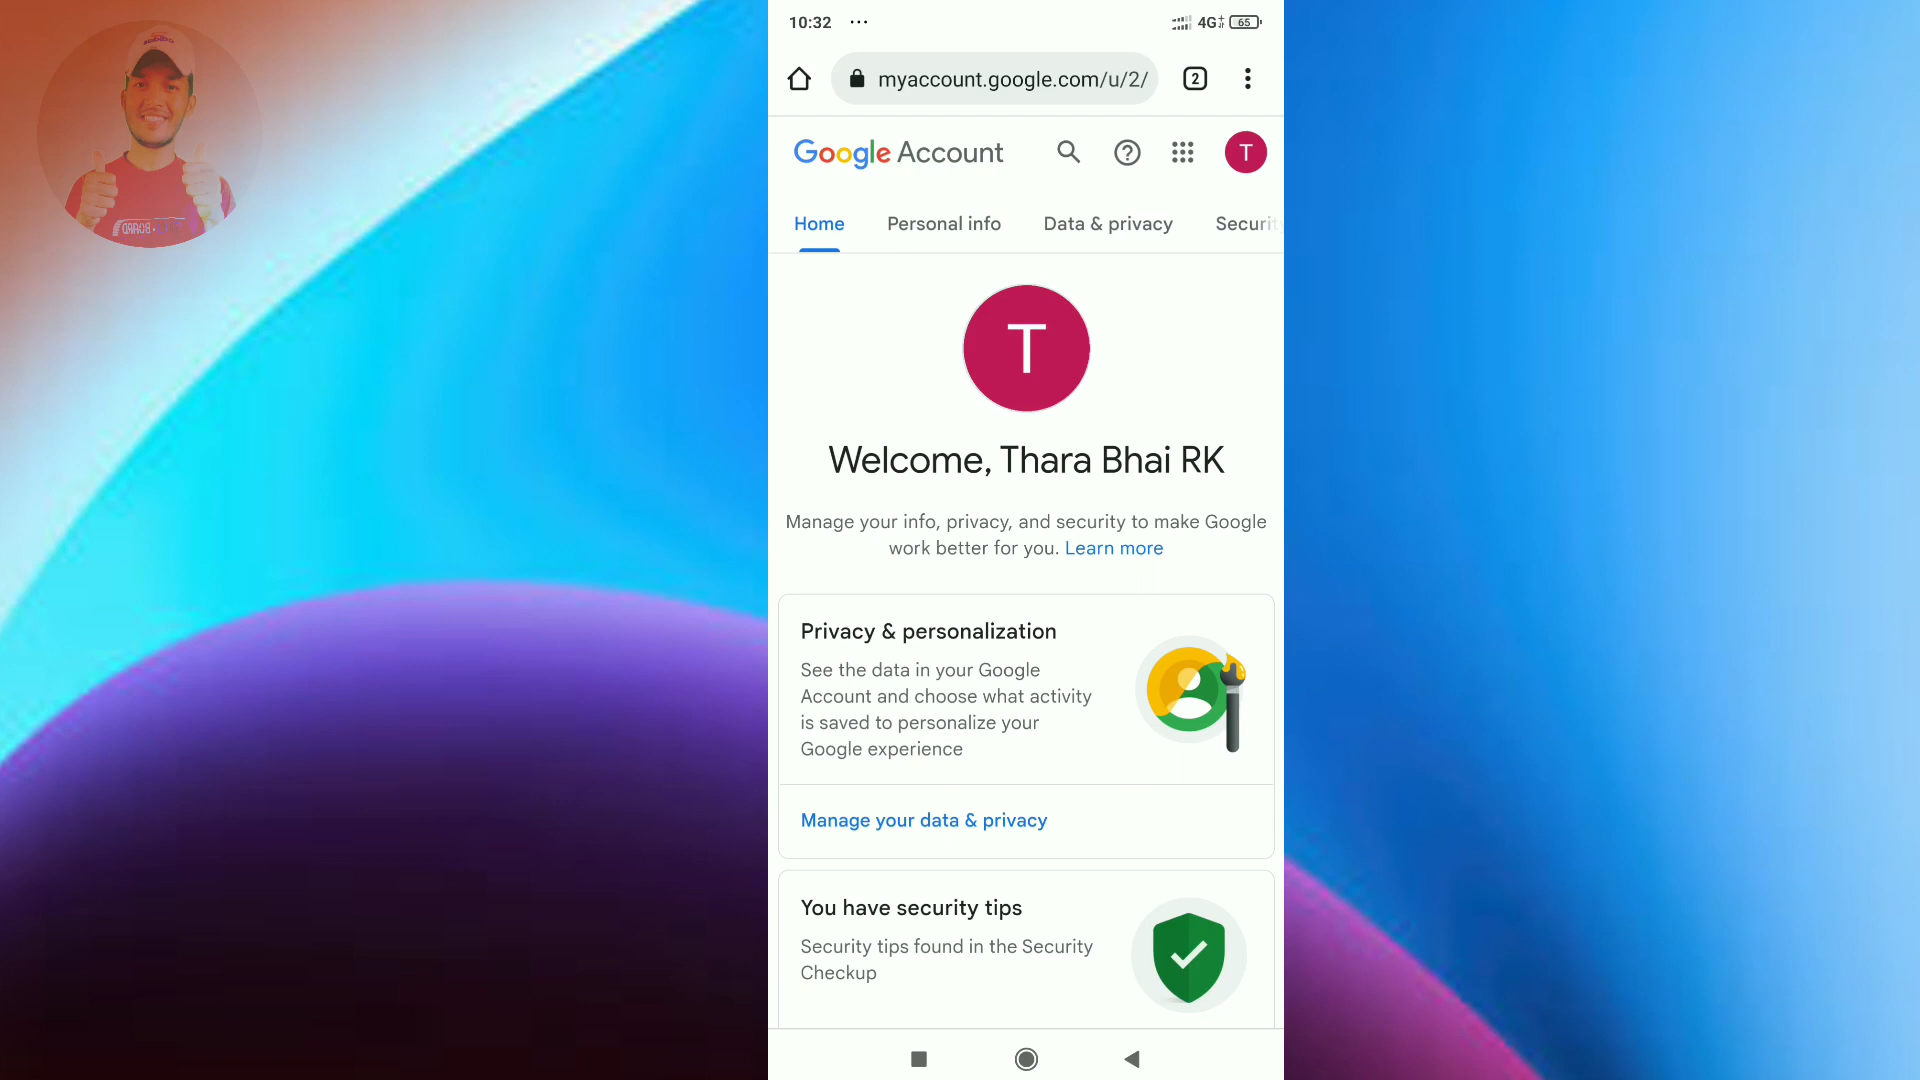 10:32 ... 4G+ 65
myaccount.google.com/u/2/ 2
Google Account T
Home Personal info Data & privacy Securit
T
Welcome, Thara Bhai RK
Manage your info, privacy, and security to make Google
work better for you. Learn more
Privacy & personalization
See the data in your Google
Account and choose what activity
is saved to personalize your
Google experience
Manage your data & privacy
You have security tips
Security tips found in the Security
Checkup